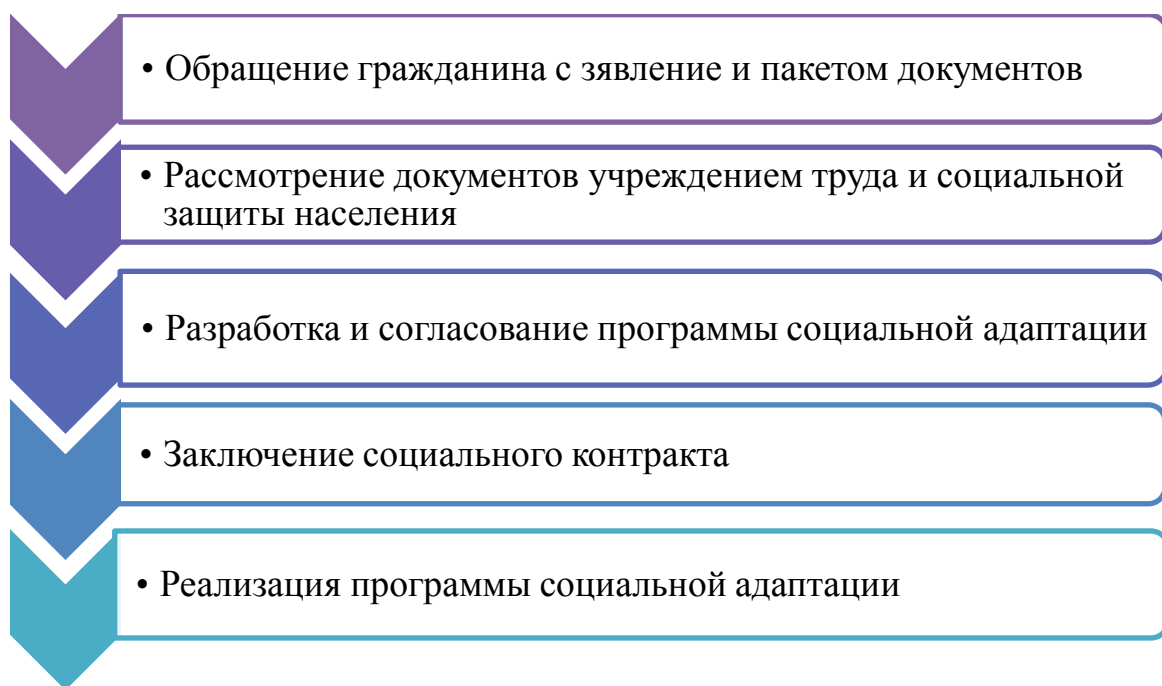 • Обращение гражданина с зявление и пакетом документов
• Рассмотрение документов учреждением труда и социальной
защиты населения
• Разработка и согласование программы социальной адаптации
• Заключение социального контракта
• Реализация программы социальной адаптации